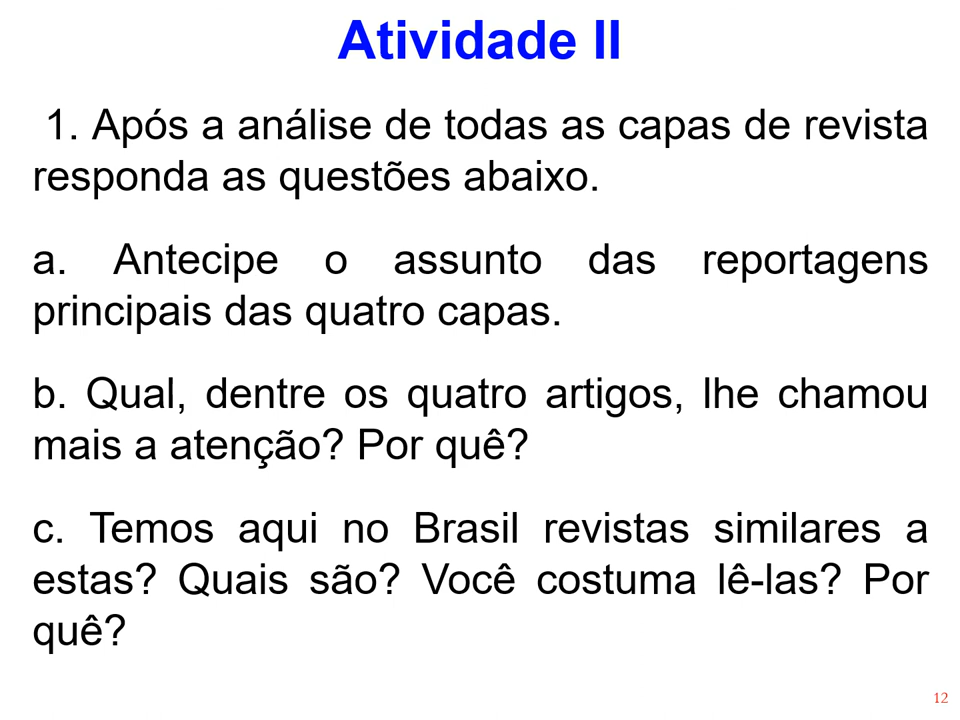 Atividade II
1. Após a análise de todas as capas de revista
responda as questões abaixo.
a. Antecipe o assunto das reportagens
principais das quatro capas.
b. Qual, dentre os quatro artigos, lhe chamou
mais a atenção? Por quê?
c. Temos aqui no Brasil revistas similares a
estas? Quais são? Você costuma lê-las? Por
quê?
12